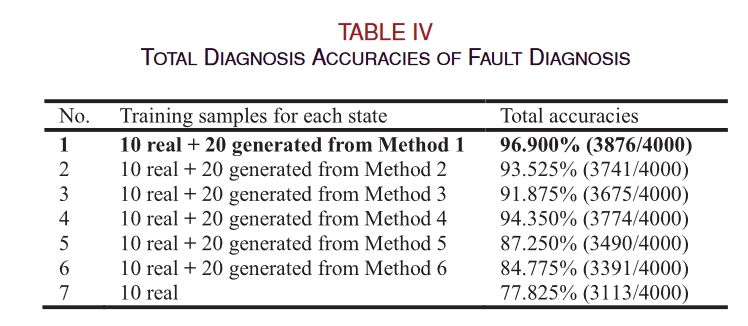 TABLE IV
TOTAL DIAGNOSIS ACCURACIES OF FAULT DIAGNOSIS
No. Training samples for each state Total accuracies
1 10 real + 20 generated from Method 1 96.900% (3876/4000)
2 10 real + 20 generated from Method 2 93.525% (3741/4000)
3 10 real + 20 generated from Method 3 91.875% (3675/4000)
4 10 real + 20 generated from Method 4 94.350% (3774/4000)
5 10 real + 20 generated from Method 5 87.250% (3490/4000)
6 10 real + 20 generated from Method 6 84.775% (3391/4000)
7 10 real 77.825% (3113/4000)